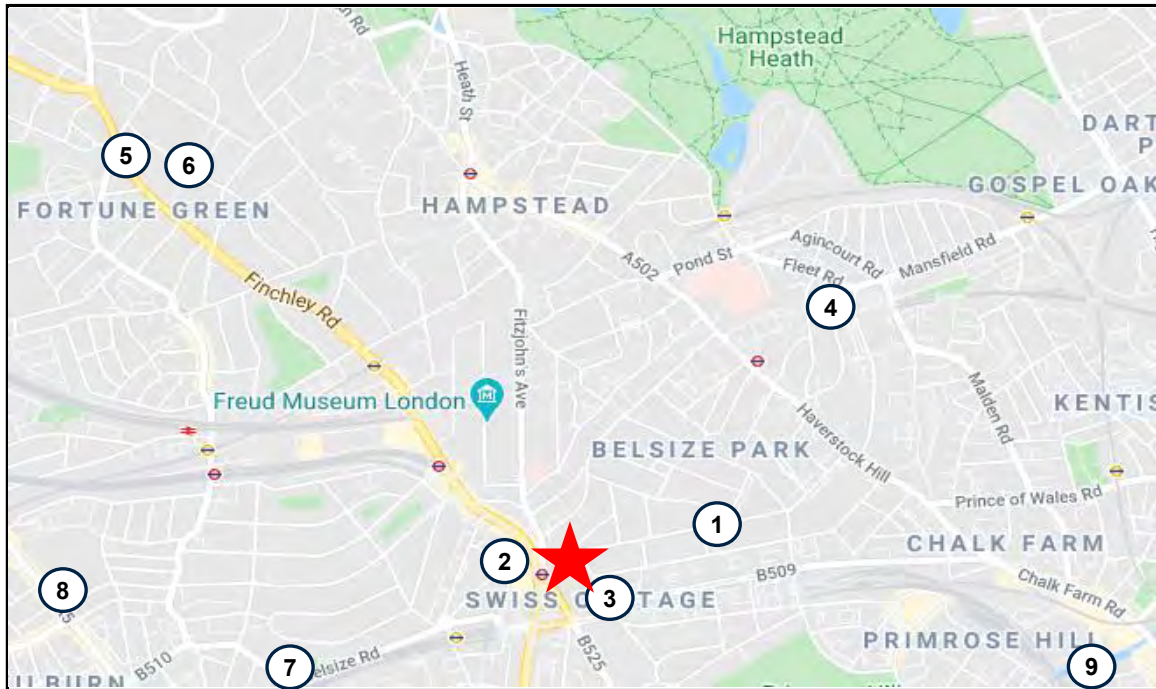 Hampstead
Heath
Heath St
Rd
DART
P
5
6
GOSPEL OAK
FORTUNE GREEN
HAMPSTEAD
A502
Pond St
Agincourt Rd
Mansfield Rd
Fleet Rd
4
Finchley Rd
Fitzjohn's Ave
Freud Museum London
Malden Rd
KENTIS
Haverstock Hill
BELSIZE PARK
Prince of Wales Rd
1
CHALK FARM
2
B509
Chalk Farm Rd
8
SWISS C TTAGE
3
PRIMROSE HILL
B510
7
elsize Rd
B525
9
ILBURN